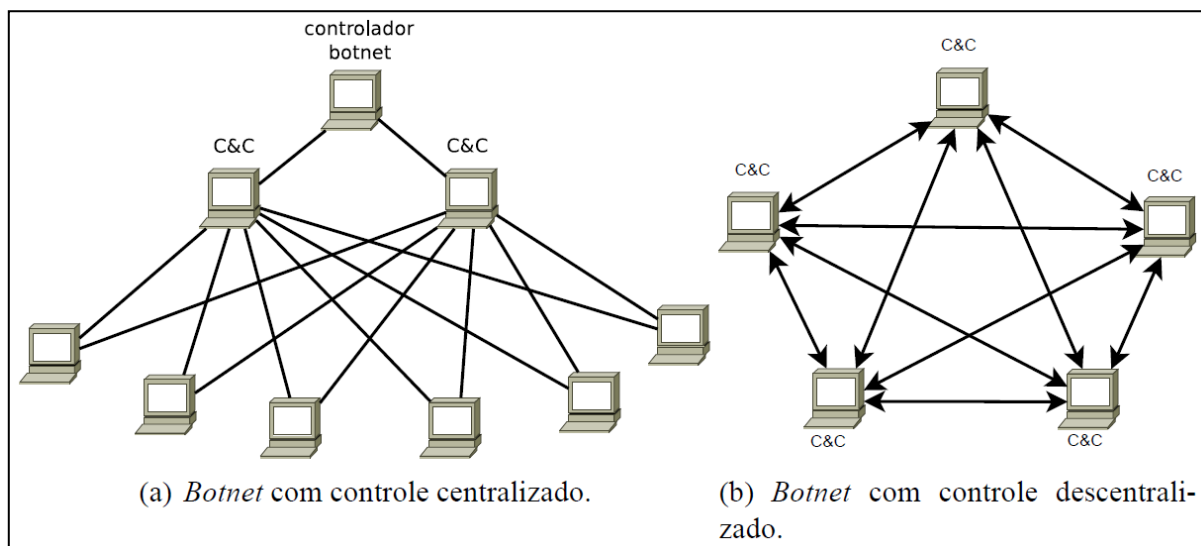 controlador
botnet
C&C
C&C
(a) Botnet com controle centralizado.
C&C
C&C
C&C
C&C
C&C
(b) Botnet com controle descentrali-
zado.